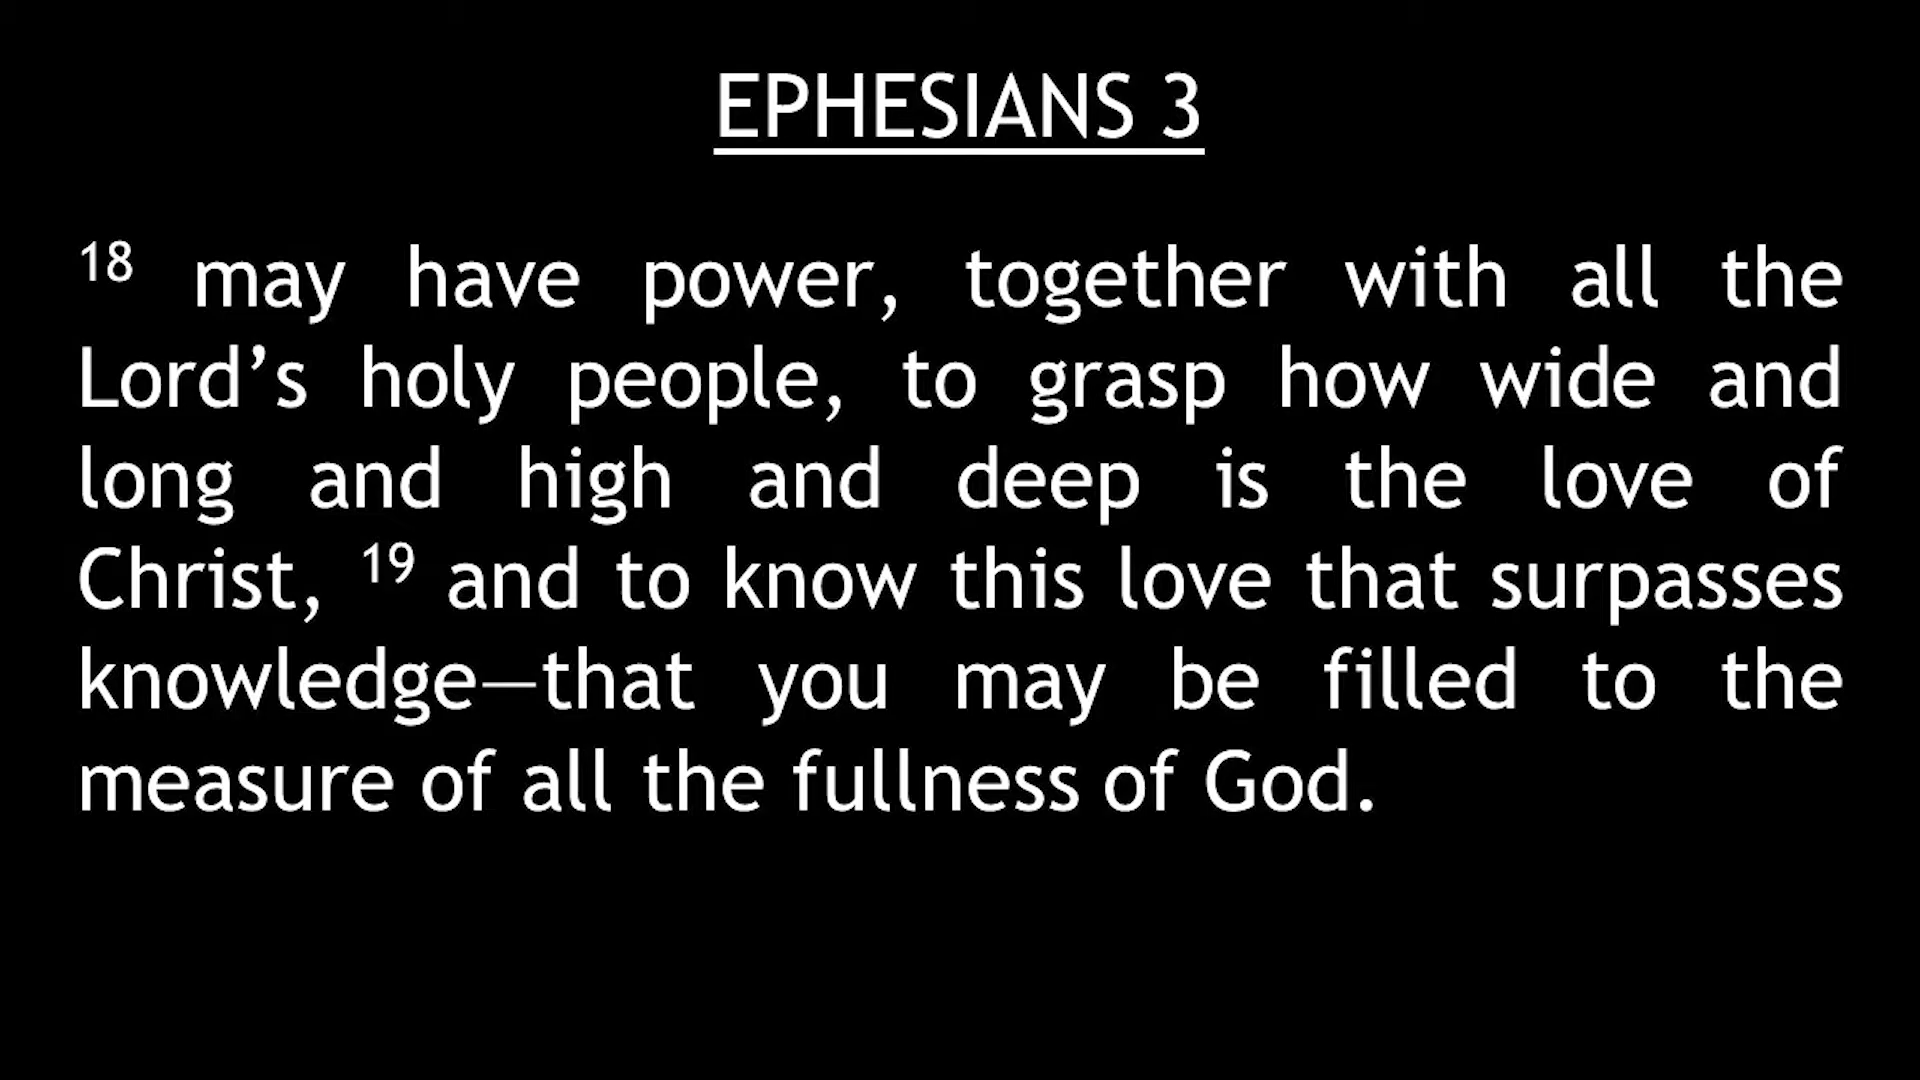 EPHESIANS 3
18 may have power, together with all the
Lord’s holy people, to grasp how wide and
long and high and deep is the love of
Christ, 19 and to know this love that surpasses
knowledge—that you may be filled to the
measure of all the fullness of God.